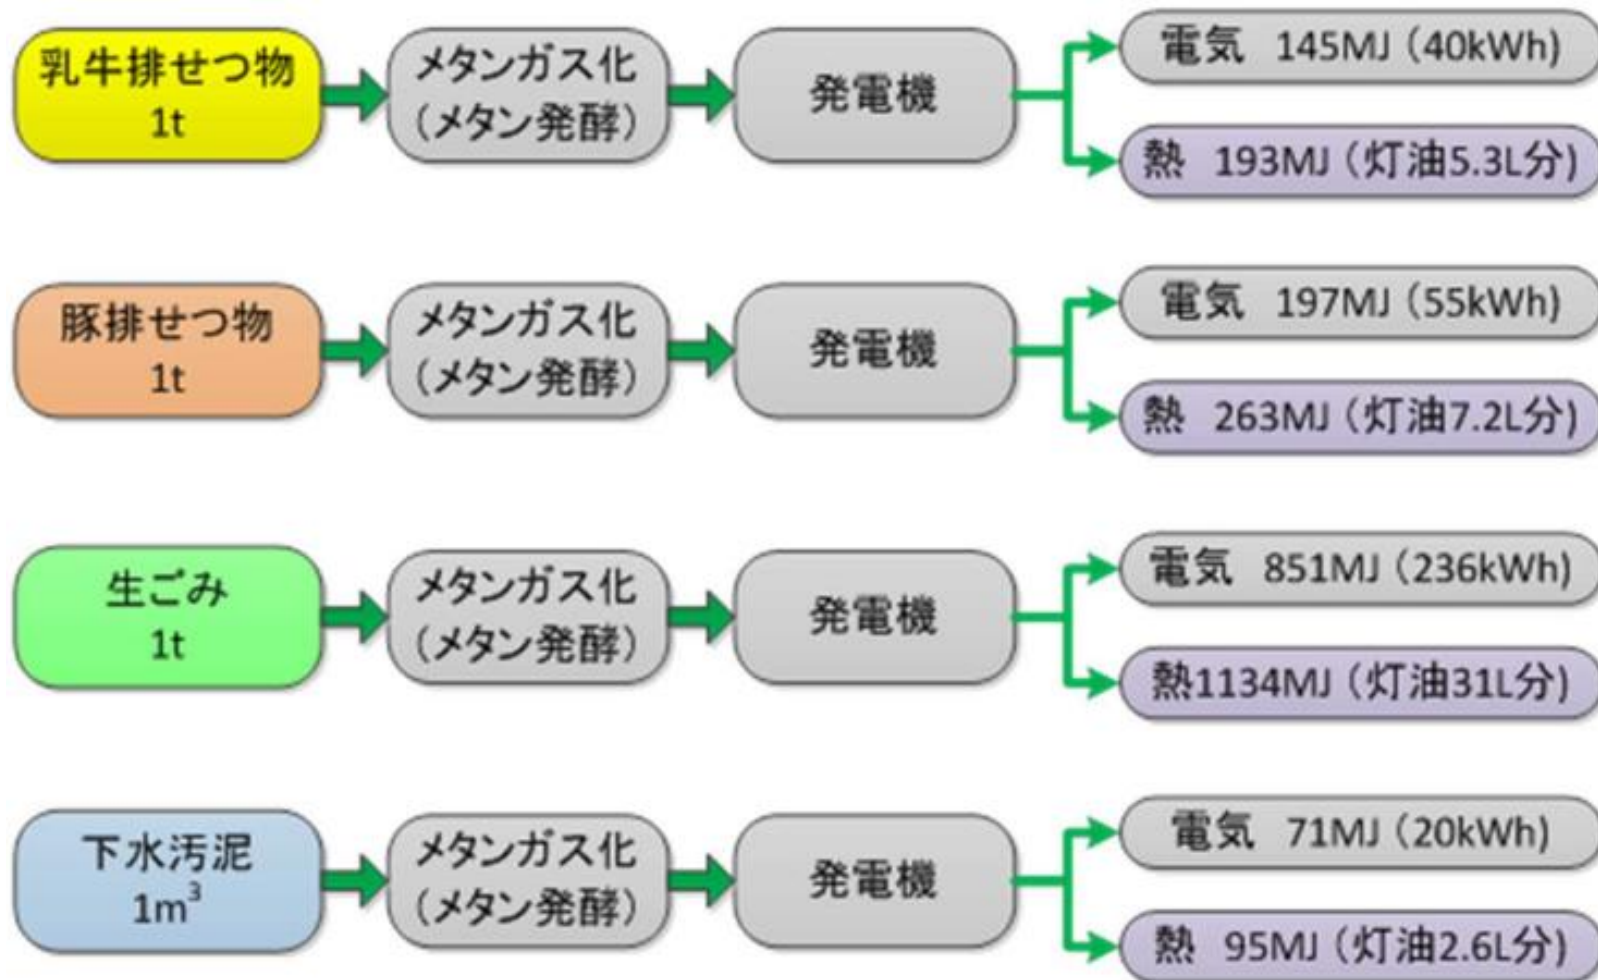 乳牛排せつ物
1t
メタンガス化
(メタン発酵)
発電機
電気 145MJ (40kWh)
熱 193MJ (灯油5.3L分)
豚排せつ物
1t
メタンガス化
(メタン発酵)
発電機
電気 197MJ (55kWh)
熱 263MJ (灯油7.2L分)
生ごみ
1t
メタンガス化
(メタン発酵)
発電機
電気 851MJ (236kWh)
熱1134MJ (灯油31L分)
下水汚泥
1m³
メタンガス化
(メタン発酵)
発電機
電気 71MJ (20kWh)
熱 95MJ (灯油2.6L分)